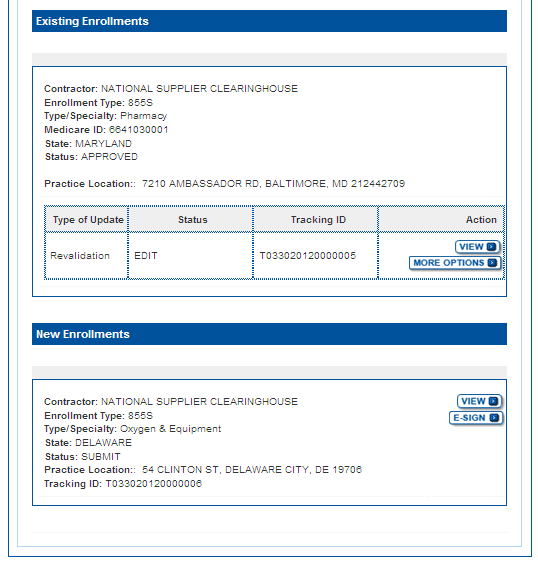 Existing Enrollments
Contractor: NATIONAL SUPPLIER CLEARINGHOUSE
Enrollment Type: 855S
Type/Specialty: Pharmacy
Medicare ID: 6641030001
State: MARYLAND
Status: APPROVED
Practice Location:: 7210 AMBASSADOR RD, BALTIMORE, MD 212442709
Type of Update Status Tracking ID Action
Revalidation EDIT T033020120000005 VIEW
MORE OPTIONS
New Enrollments
Contractor: NATIONAL SUPPLIER CLEARINGHOUSE VIEW
Enrollment Type: 855S E-SIGN
Type/Specialty: Oxygen & Equipment
State: DELAWARE
Status: SUBMIT
Practice Location:: 54 CLINTON ST, DELAWARE CITY, DE 19706
Tracking ID: T033020120000006